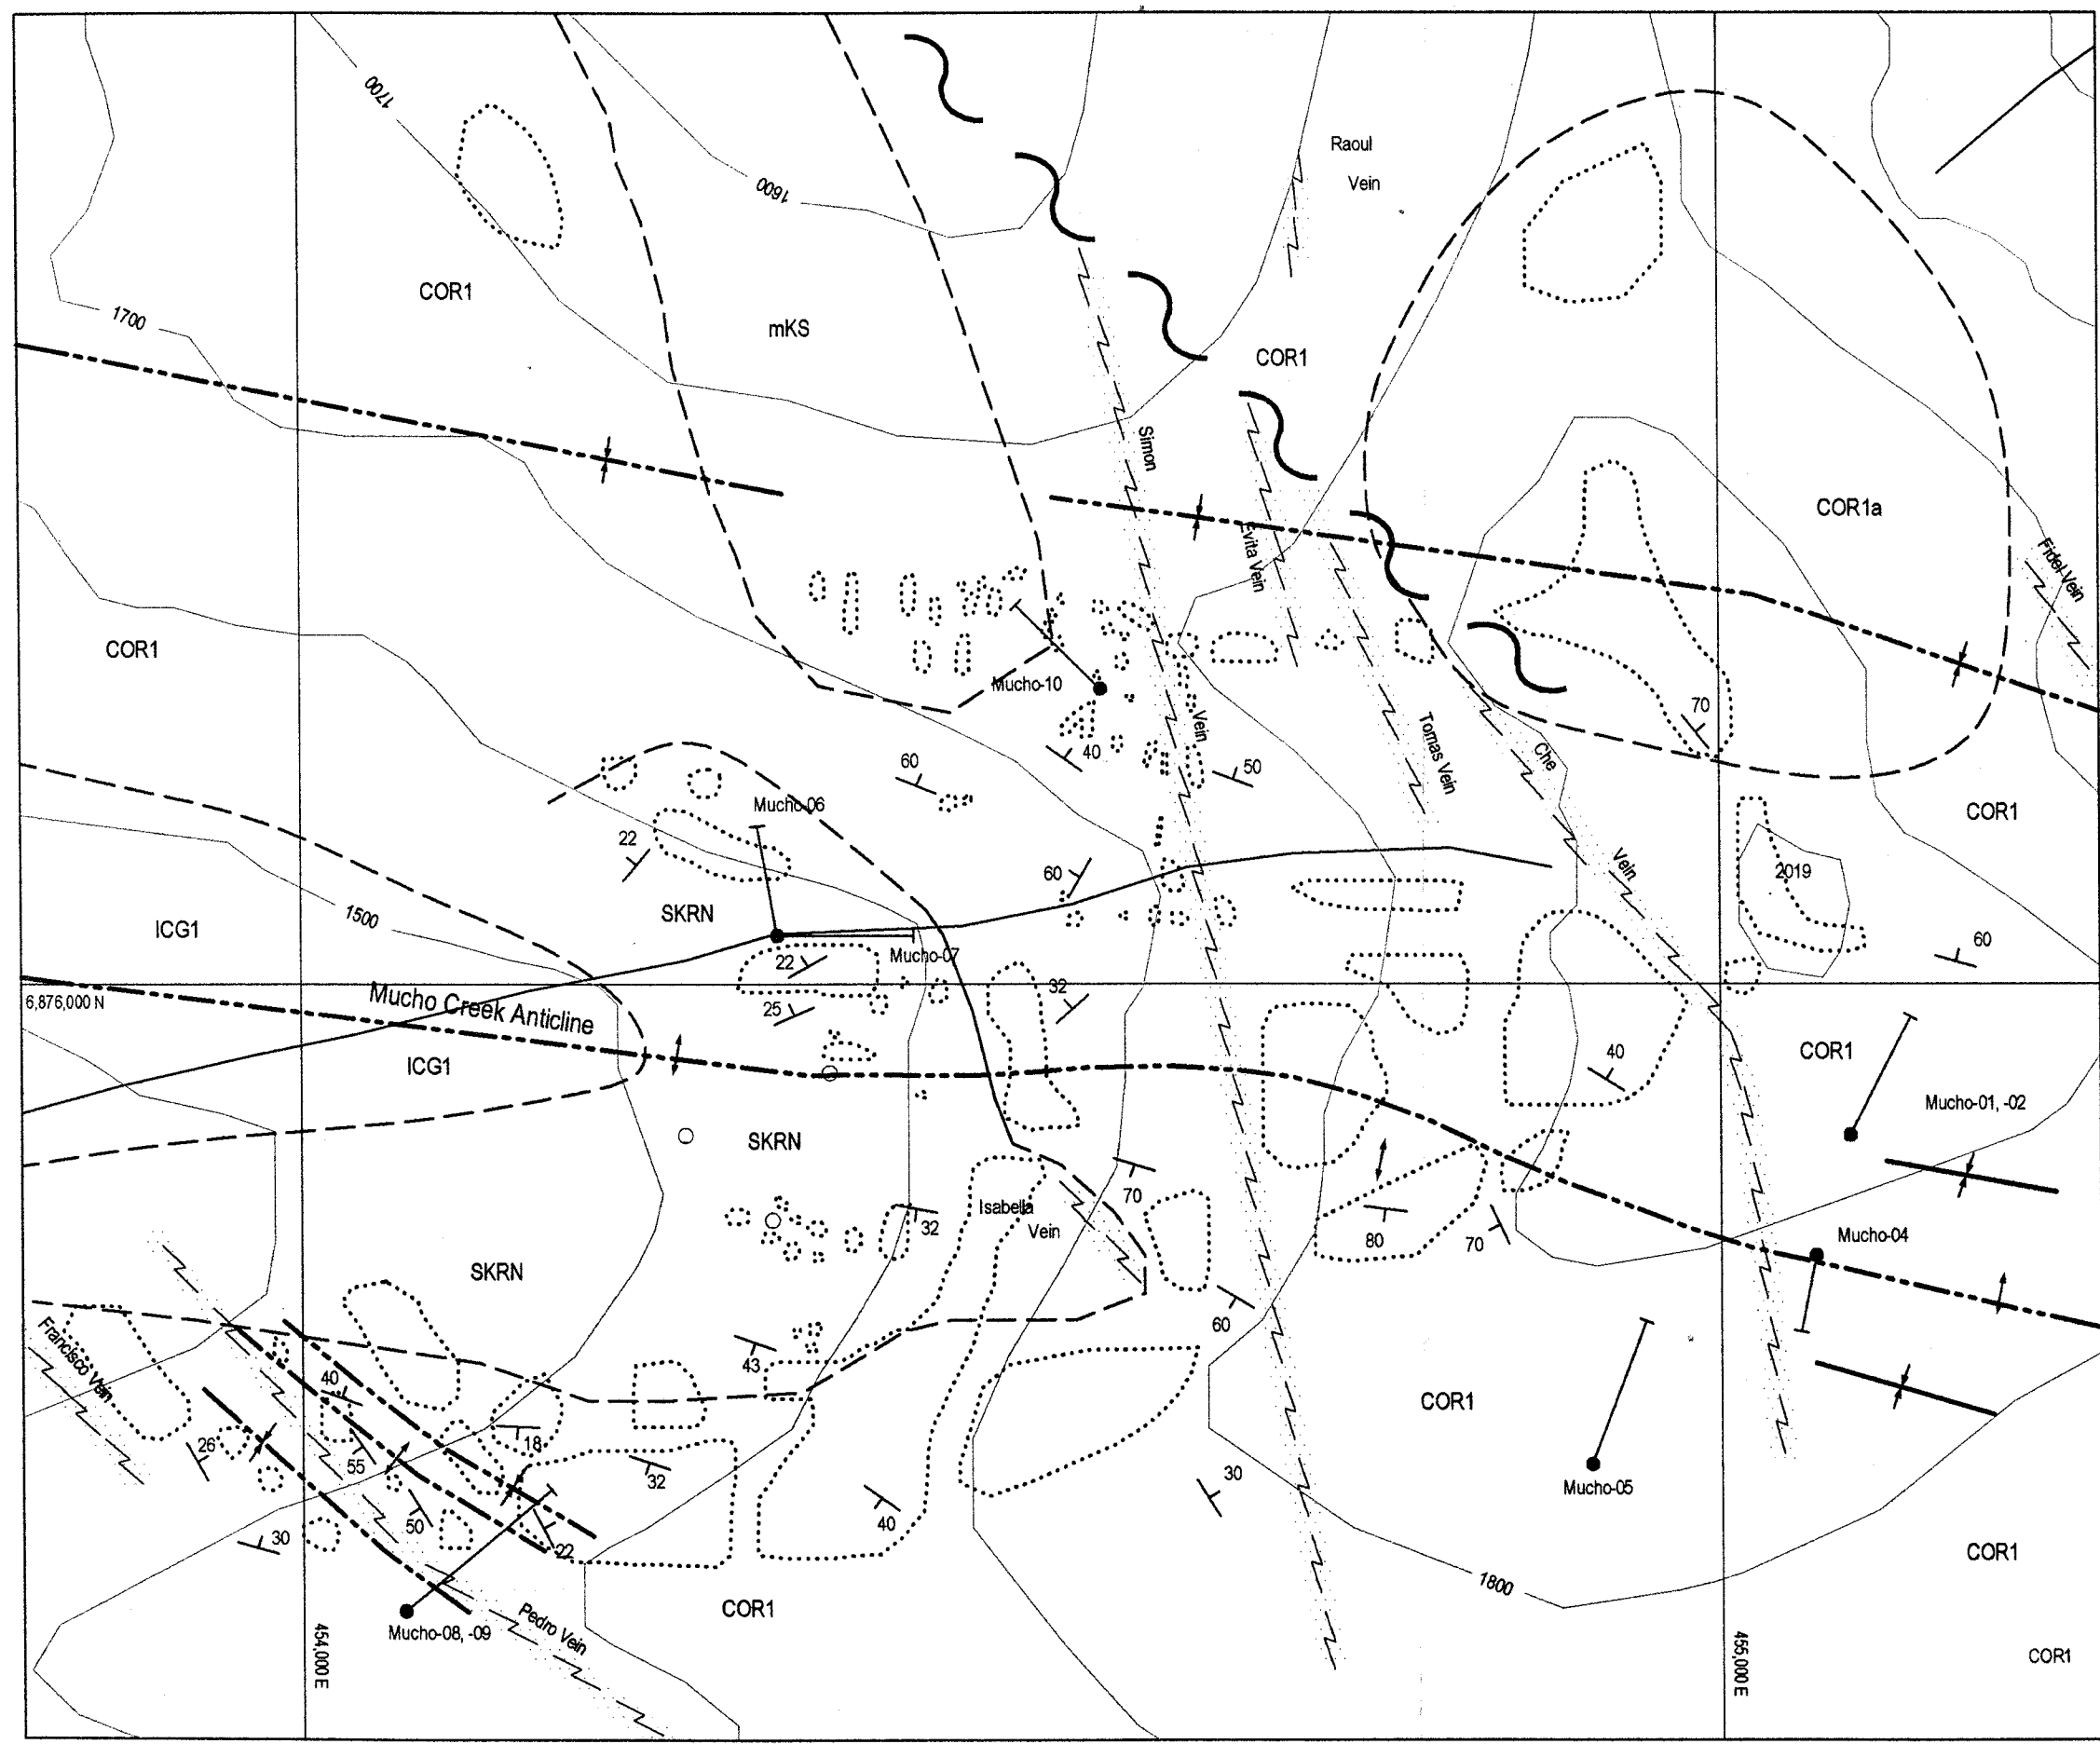 1700
Raoul
Vein
1600
COR1
1700
mKS
COR1
Simon
COR1a
Evita Vein
Fidel Vein
COR1
Mucho-10
70
Vein
Tomas Vein
40
60
50
Che
Mucho-06
COR1
22
60
Vein
2019
SKRN
1500
ICG1
60
22
Mucho-07
32
6,876,000 N
Mucho Creek Anticline
25
40
COR1
ICG1
Mucho-01, -02
SKRN
70
Isabella
Vein
32
80
70
Mucho-04
SKRN
60
Francisco Vein
43
40
COR1
26
18
55
32
30
Mucho-05
40
50
30
22
COR1
1800
COR1
Pedro Vein
Mucho-08, -09
454,000 E
455,000 E
COR1